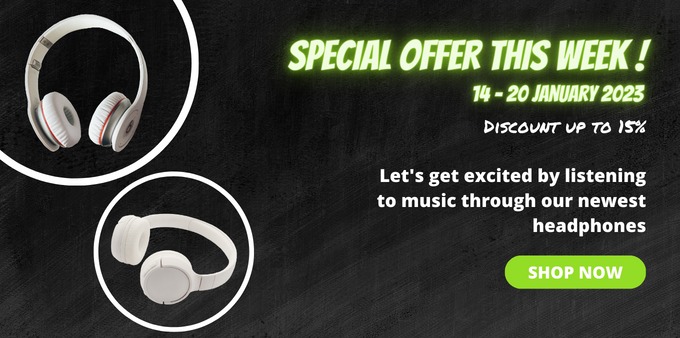 SPECIAL OFFER THIS WEEK !
14 - 20 JANUARY 2023
DISCOUNT UP TO 15%
Let's get excited by listening
to music through our newest
headphones
SHOP NOW